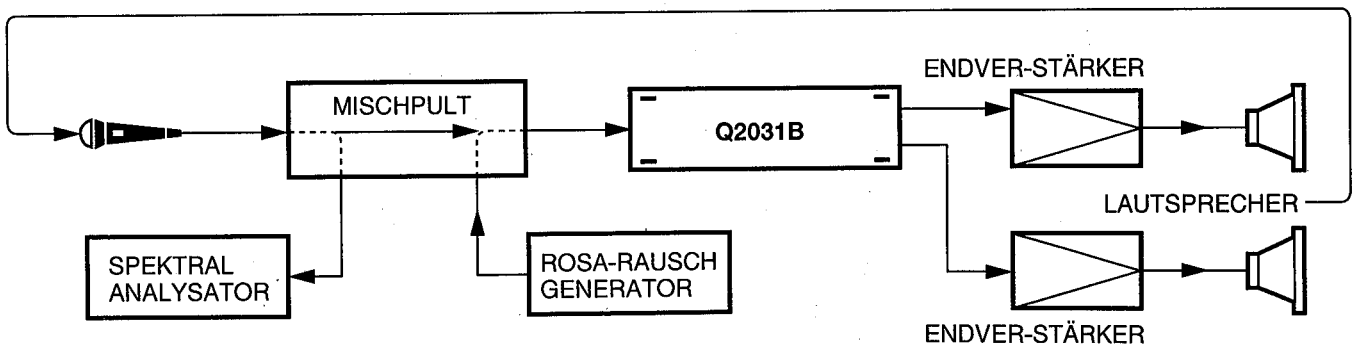 ENDVER-STÄRKER
MISCHPULT
Q2031B
LAUTSPRECHER
SPEKTRAL
ANALYSATOR
ROSA-RAUSCH
GENERATOR
ENDVER-STÄRKER